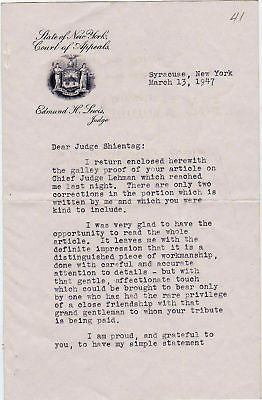 41
State of New York,
Court of Appeals,
Edmund H. Lewis,
Judge
Syracuse, New York
March 13, 1947
Dear Judge Shientag:
I return enclosed herewith
the galley proof of your article on
Chief Judge Lehman which reached
me last night. There are only two
corrections in the portion which is
written by me and which you were
kind to include.
I was very glad to have the
opportunity to read the whole
article. It leaves me with the
definite impression that it is a
distinguished piece of workmanship,
done with careful and accurate
attention to details - but with
that gentle, affectionate touch
which could be brought to bear only
by one who has had the rare privilege
of a close friendship with that
grand gentleman to whom your tribute
is being paid.
I am proud, and grateful to
you, to have my simple statement